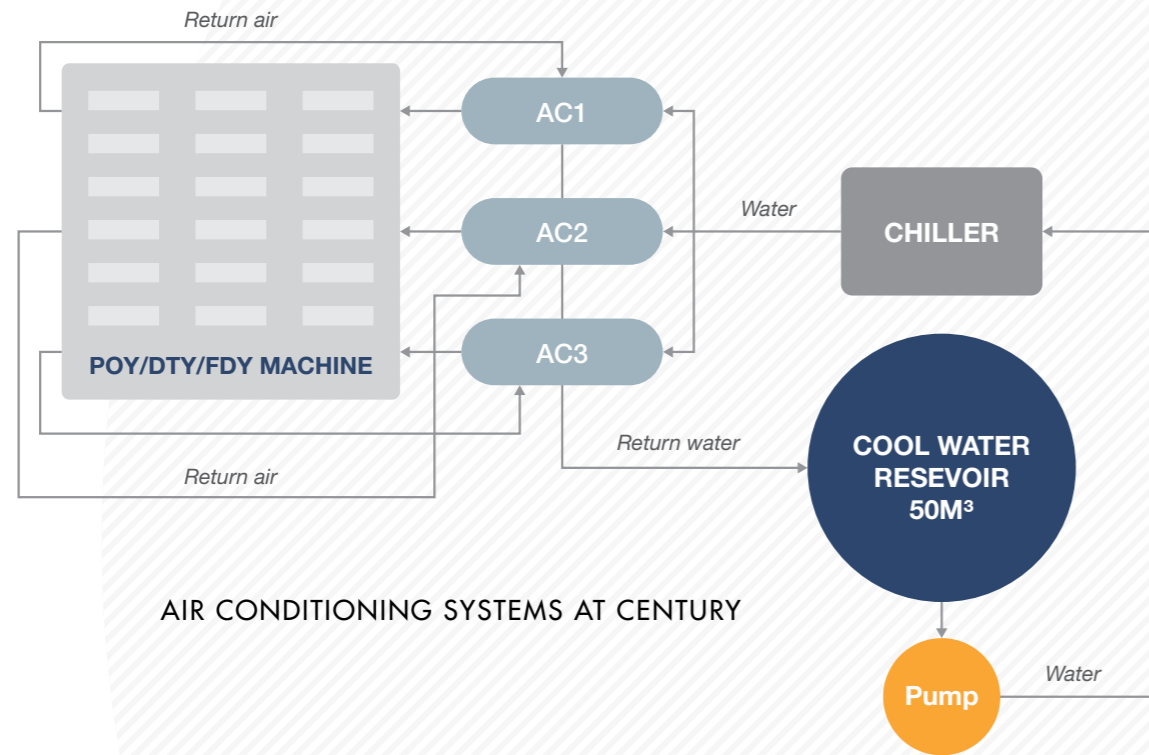 Return air
AC1
AC2
Water
CHILLER
AC3
POY/DTY/FDY MACHINE
Return water
COOL WATER
RESEVOIR
50M³
Return air
AIR CONDITIONING SYSTEMS AT CENTURY
Pump
Water